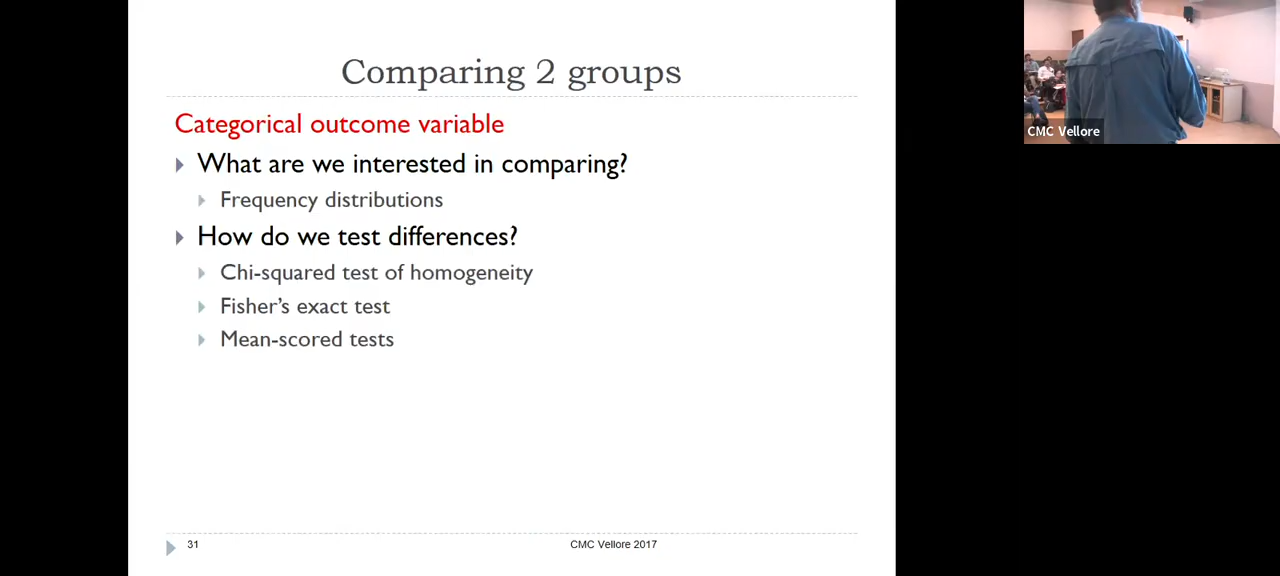 Comparing 2 groups
Categorical outcome variable
What are we interested in comparing?
Frequency distributions
How do we test differences?
Chi-squared test of homogeneity
Fisher's exact test
Mean-scored tests
31
CMC Vellore 2017
CMC Vellore